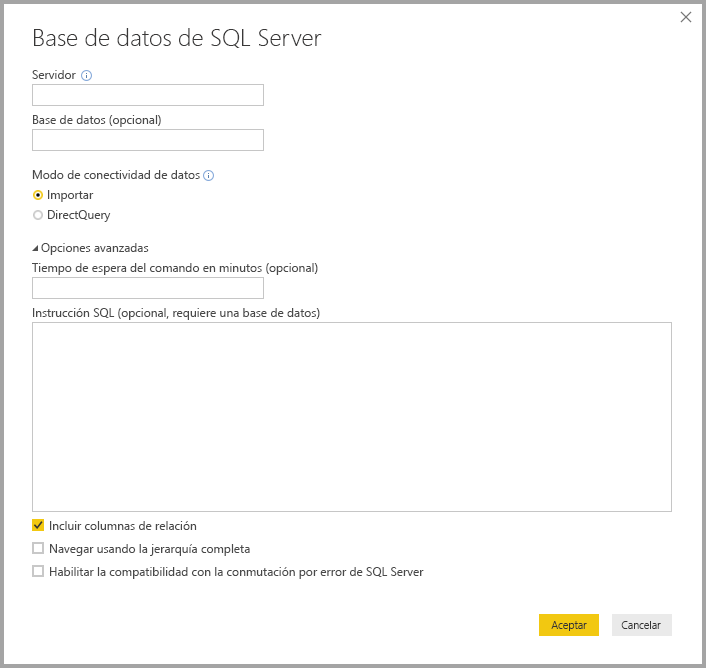 Base de datos de SQL Server
Servidor
Base de datos (opcional)
Modo de conectividad de datos
Importar
DirectQuery
Opciones avanzadas
Tiempo de espera del comando en minutos (opcional)
Instrucción SQL (opcional, requiere una base de datos)
Incluir columnas de relación
Navegar usando la jerarquía completa
Habilitar la compatibilidad con la conmutación por error de SQL Server
Aceptar Cancelar